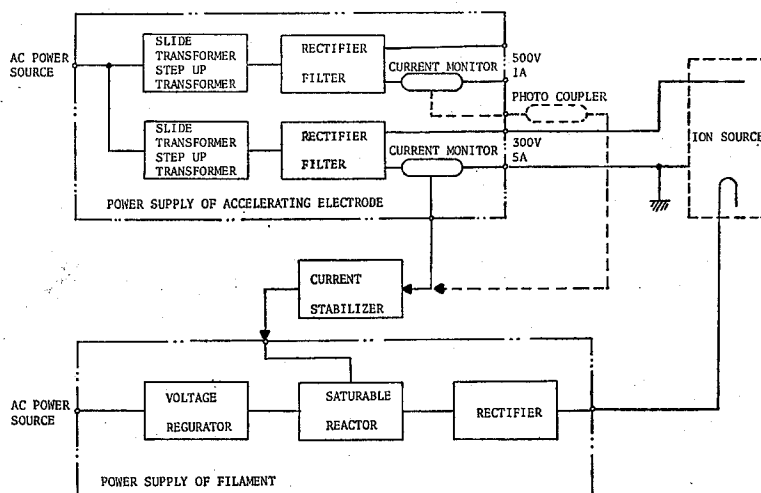 AC POWER
SOURCE
SLIDE
TRANSFORMER
STEP UP
TRANSFORMER
RECTIFIER
FILTER
CURRENT MONITOR
500V
1A
PHOTO COUPLER
SLIDE
TRANSFORMER
STEP UP
TRANSFORMER
RECTIFIER
FILTER
CURRENT MONITOR
300V
5A
ION SOURCE
POWER SUPPLY OF ACCELERATING ELECTRODE
CURRENT
STABILIZER
AC POWER
SOURCE
VOLTAGE
REGURATOR
SATURABLE
REACTOR
RECTIFIER
POWER SUPPLY OF FILAMENT